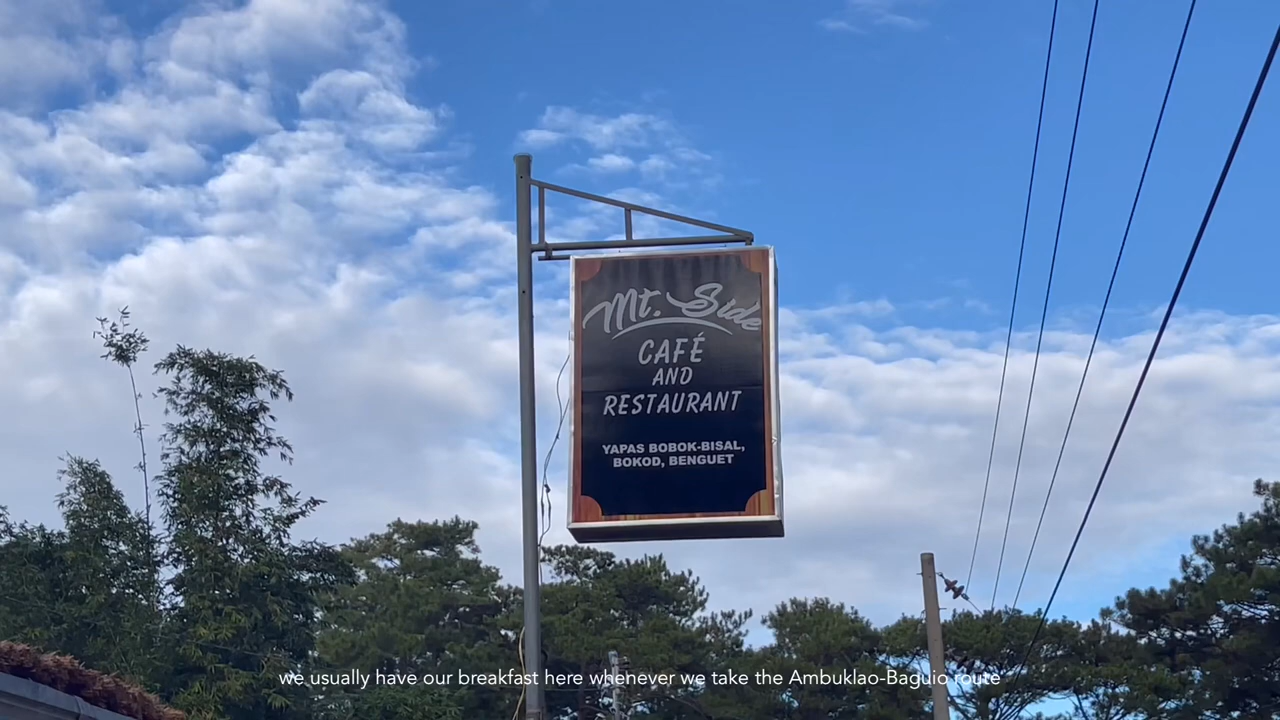 Mt. Side
CAFÉ
AND
RESTAURANT
YAPAS BOBOK-BISAL,
BOKOD, BENGUET
we usually have our breakfast here whenever we take the Ambuklao-Baguio route